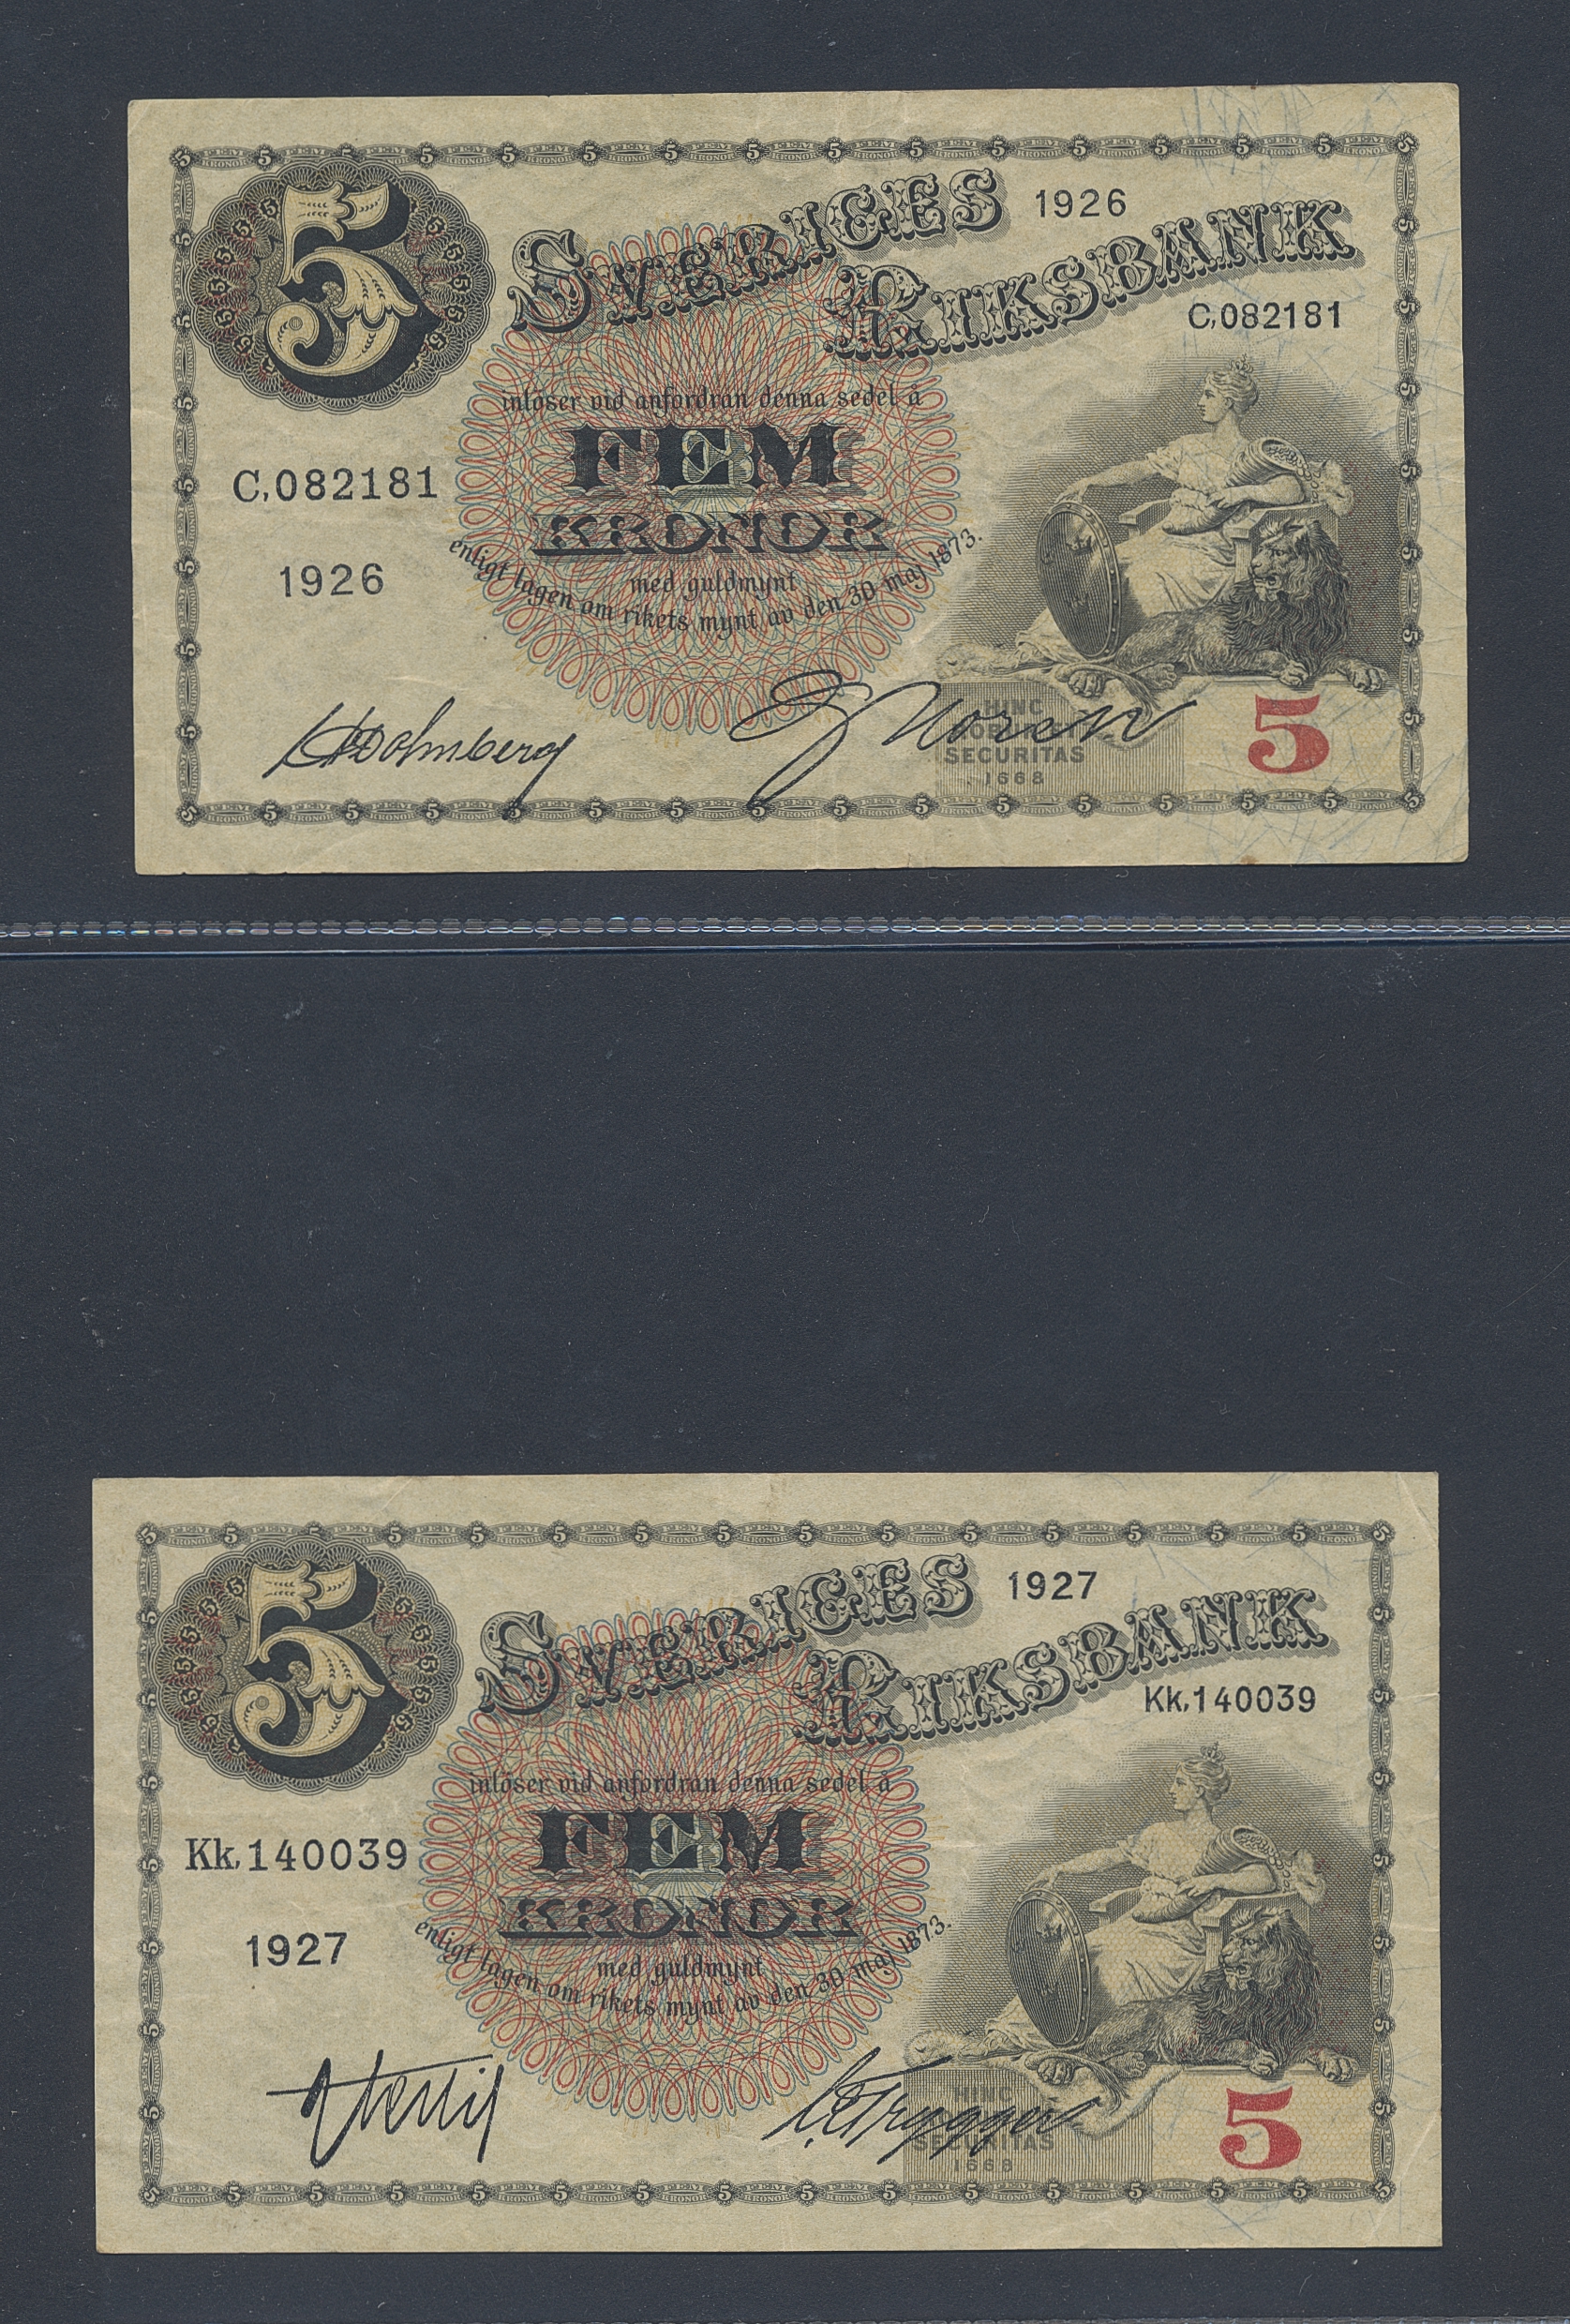 5
SVERIGES 1926
RIKSBANK
C,082181
inlöser vid anfordran denna sedel å
FEM
C,082181
KRONOR
enligt lagen om rikets mynt av den 30 maj 1873.
med guldmynt
1926
HINC
ROBUR
SECURITAS
1668
5
5
SVERIGES 1927
RIKSBANK
Kk,140039
inlöser vid anfordran denna sedel å
FEM
Kk,140039
KRONOR
enligt lagen om rikets mynt av den 30 maj 1873.
med guldmynt
1927
HINC
SECURITAS
1668
5